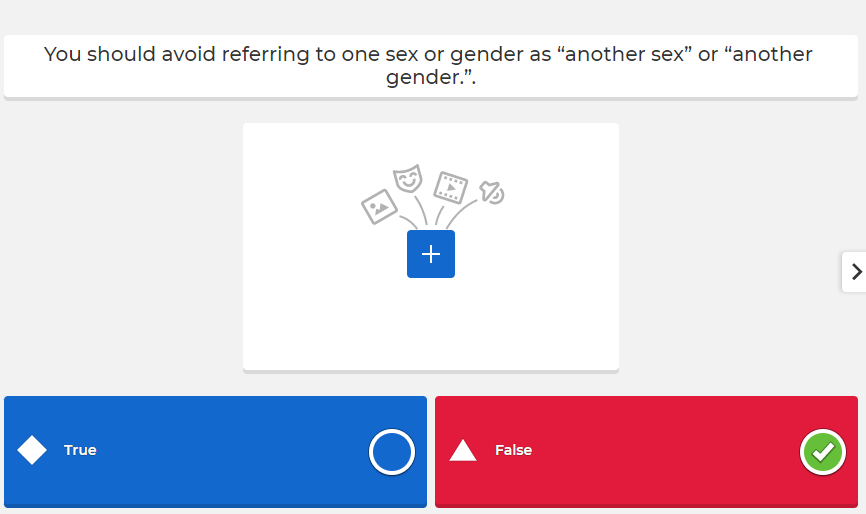 You should avoid referring to one sex or gender as “another sex” or “another
gender.”.
True
False